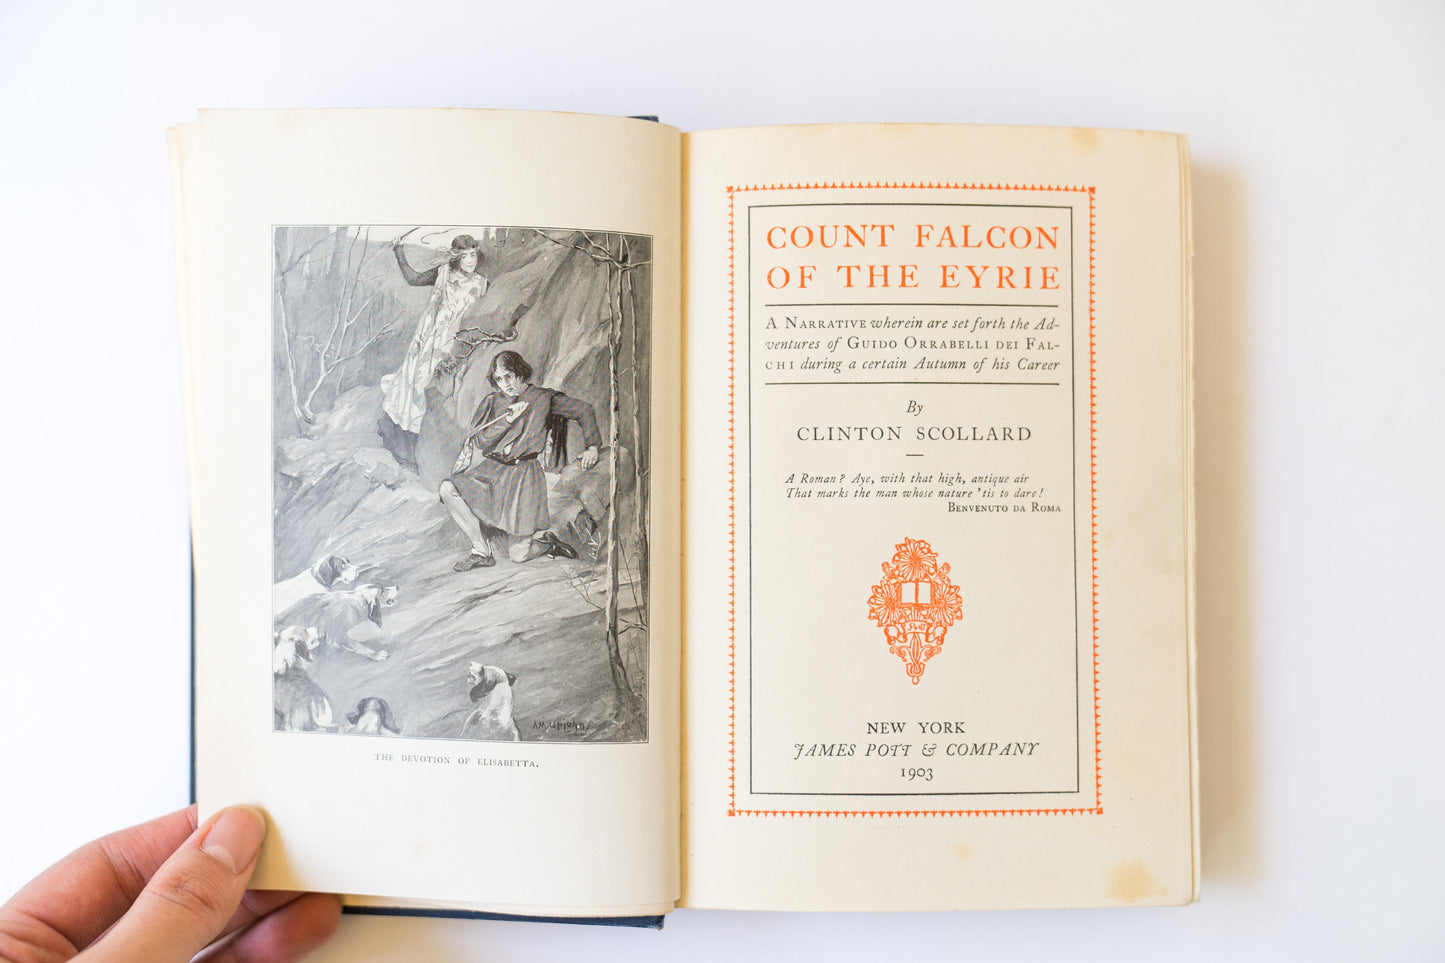 A.M. Upjohn
THE DEVOTION OF ELISABETTA.
COUNT FALCON
OF THE EYRIE
A NARRATIVE wherein are set forth the Ad-
ventures of GUIDO ORRABELLI DEI FAL-
CHI during a certain Autumn of his Career
By
CLINTON SCOLLARD
A Roman? Aye, with that high, antique air
That marks the man whose nature 'tis to dare!
BENVENUTO DA ROMA
NEW YORK
JAMES POTT & COMPANY
1903